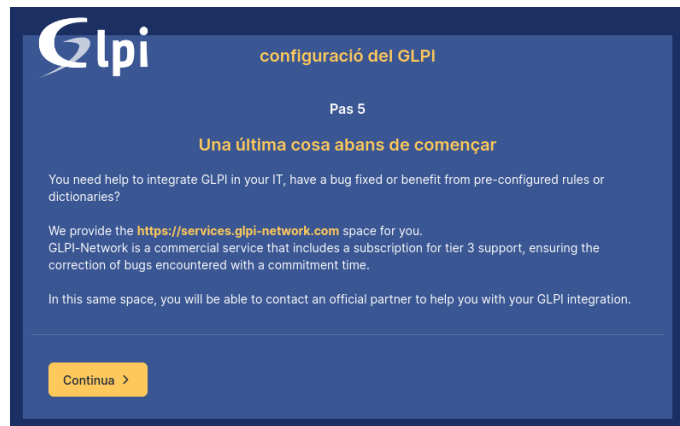 Glpi
configuració del GLPI
Pas 5
Una última cosa abans de començar
You need help to integrate GLPI in your IT, have a bug fixed or benefit from pre-configured rules or
dictionaries?
We provide the https://services.glpi-network.com space for you.
GLPI-Network is a commercial service that includes a subscription for tier 3 support, ensuring the
correction of bugs encountered with a commitment time.
In this same space, you will be able to contact an official partner to help you with your GLPI integration.
Continua